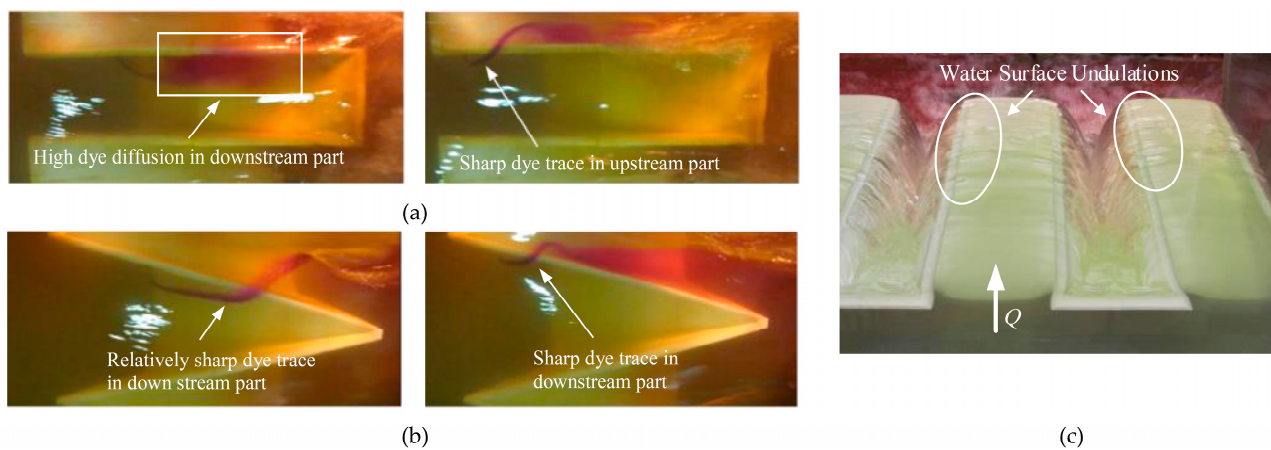 High dye diffusion in downstream part
Sharp dye trace in upstream part
(a)
Relatively sharp dye trace
in down stream part
Sharp dye trace in
downstream part
(b)
Water Surface Undulations
Q
(c)